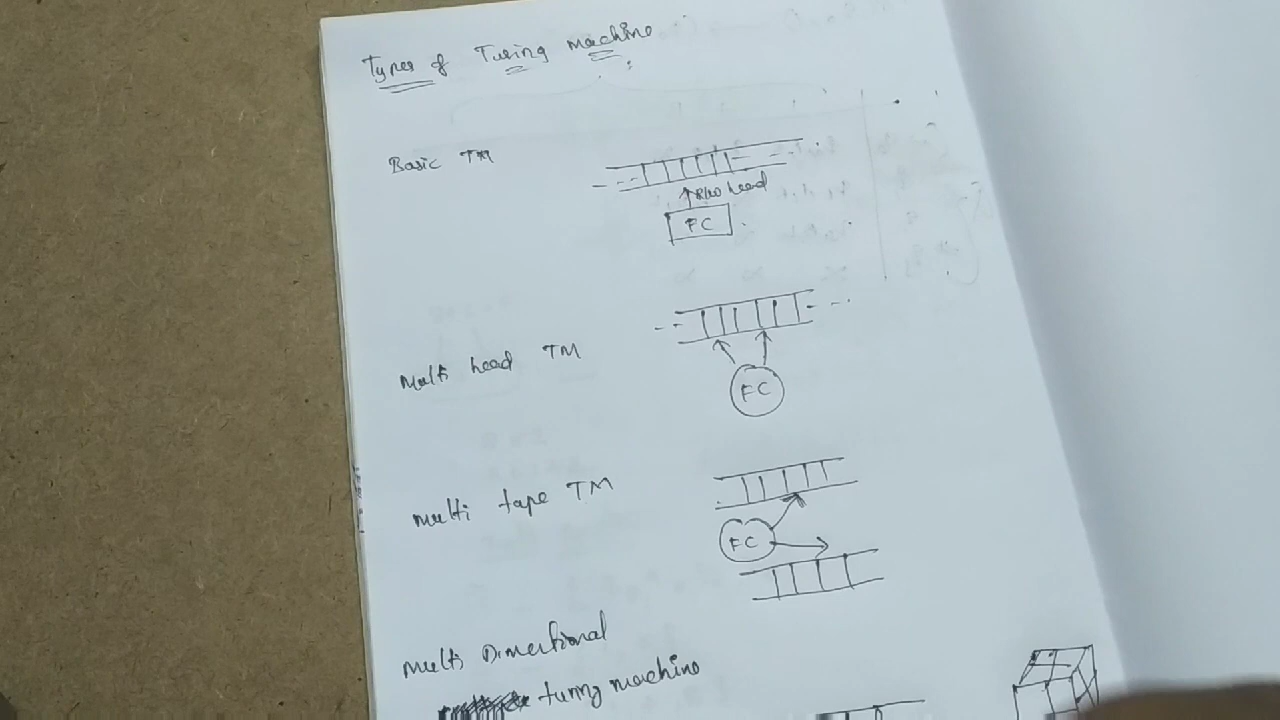 Types of Turing machine
Basic TM
R/W head
FC
Multi head TM
FC
Multi tape TM
FC
Multi Dimentional
turing machine